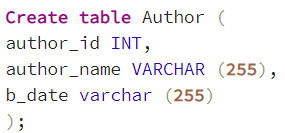 Create table Author (
author_id INT,
author_name VARCHAR (255),
b_date varchar (255)
);